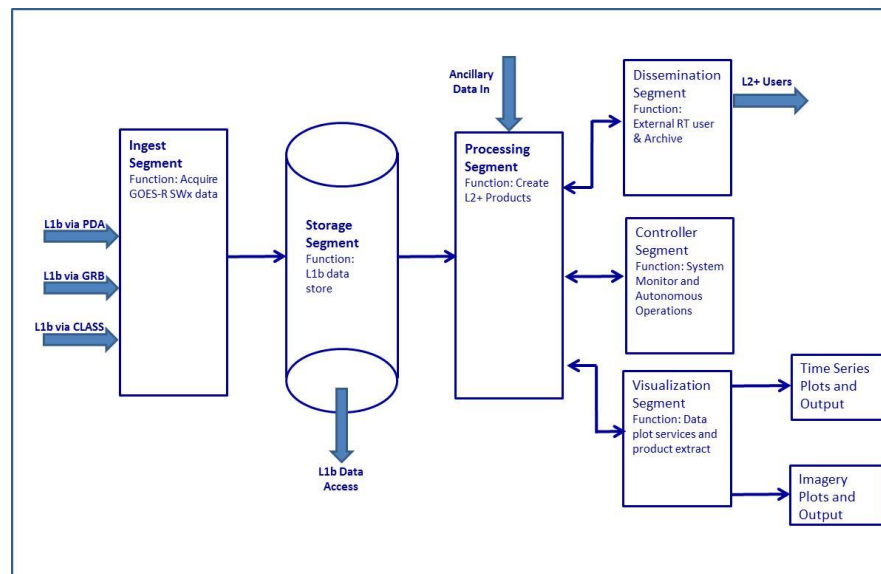 Ingest
Segment
Function: Acquire
GOES-R SWx data
L1b via PDA
L1b via GRB
L1b via CLASS
Storage
Segment
Function:
L1b data
store
L1b Data
Access
Ancillary
Data In
Processing
Segment
Function: Create
L2+ Products
Dissemination
Segment
Function:
External RT user
& Archive
L2+ Users
Controller
Segment
Function: System
Monitor and
Autonomous
Operations
Visualization
Segment
Function: Data
plot services and
product extract
Time Series
Plots and
Output
Imagery
Plots and
Output